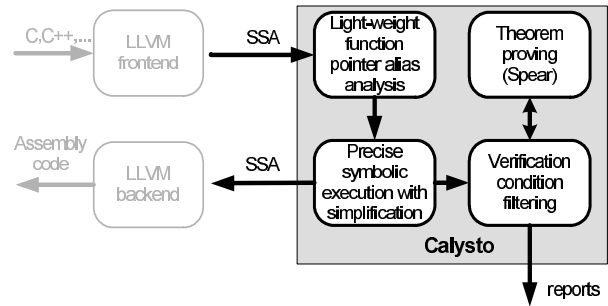 C,C++,...
LLVM
frontend
SSA
Light-weight
function
pointer alias
analysis
Theorem
proving
(Spear)
Assembly
code
LLVM
backend
SSA
Precise
symbolic
execution with
simplification
Verification
condition
filtering
Calysto
reports